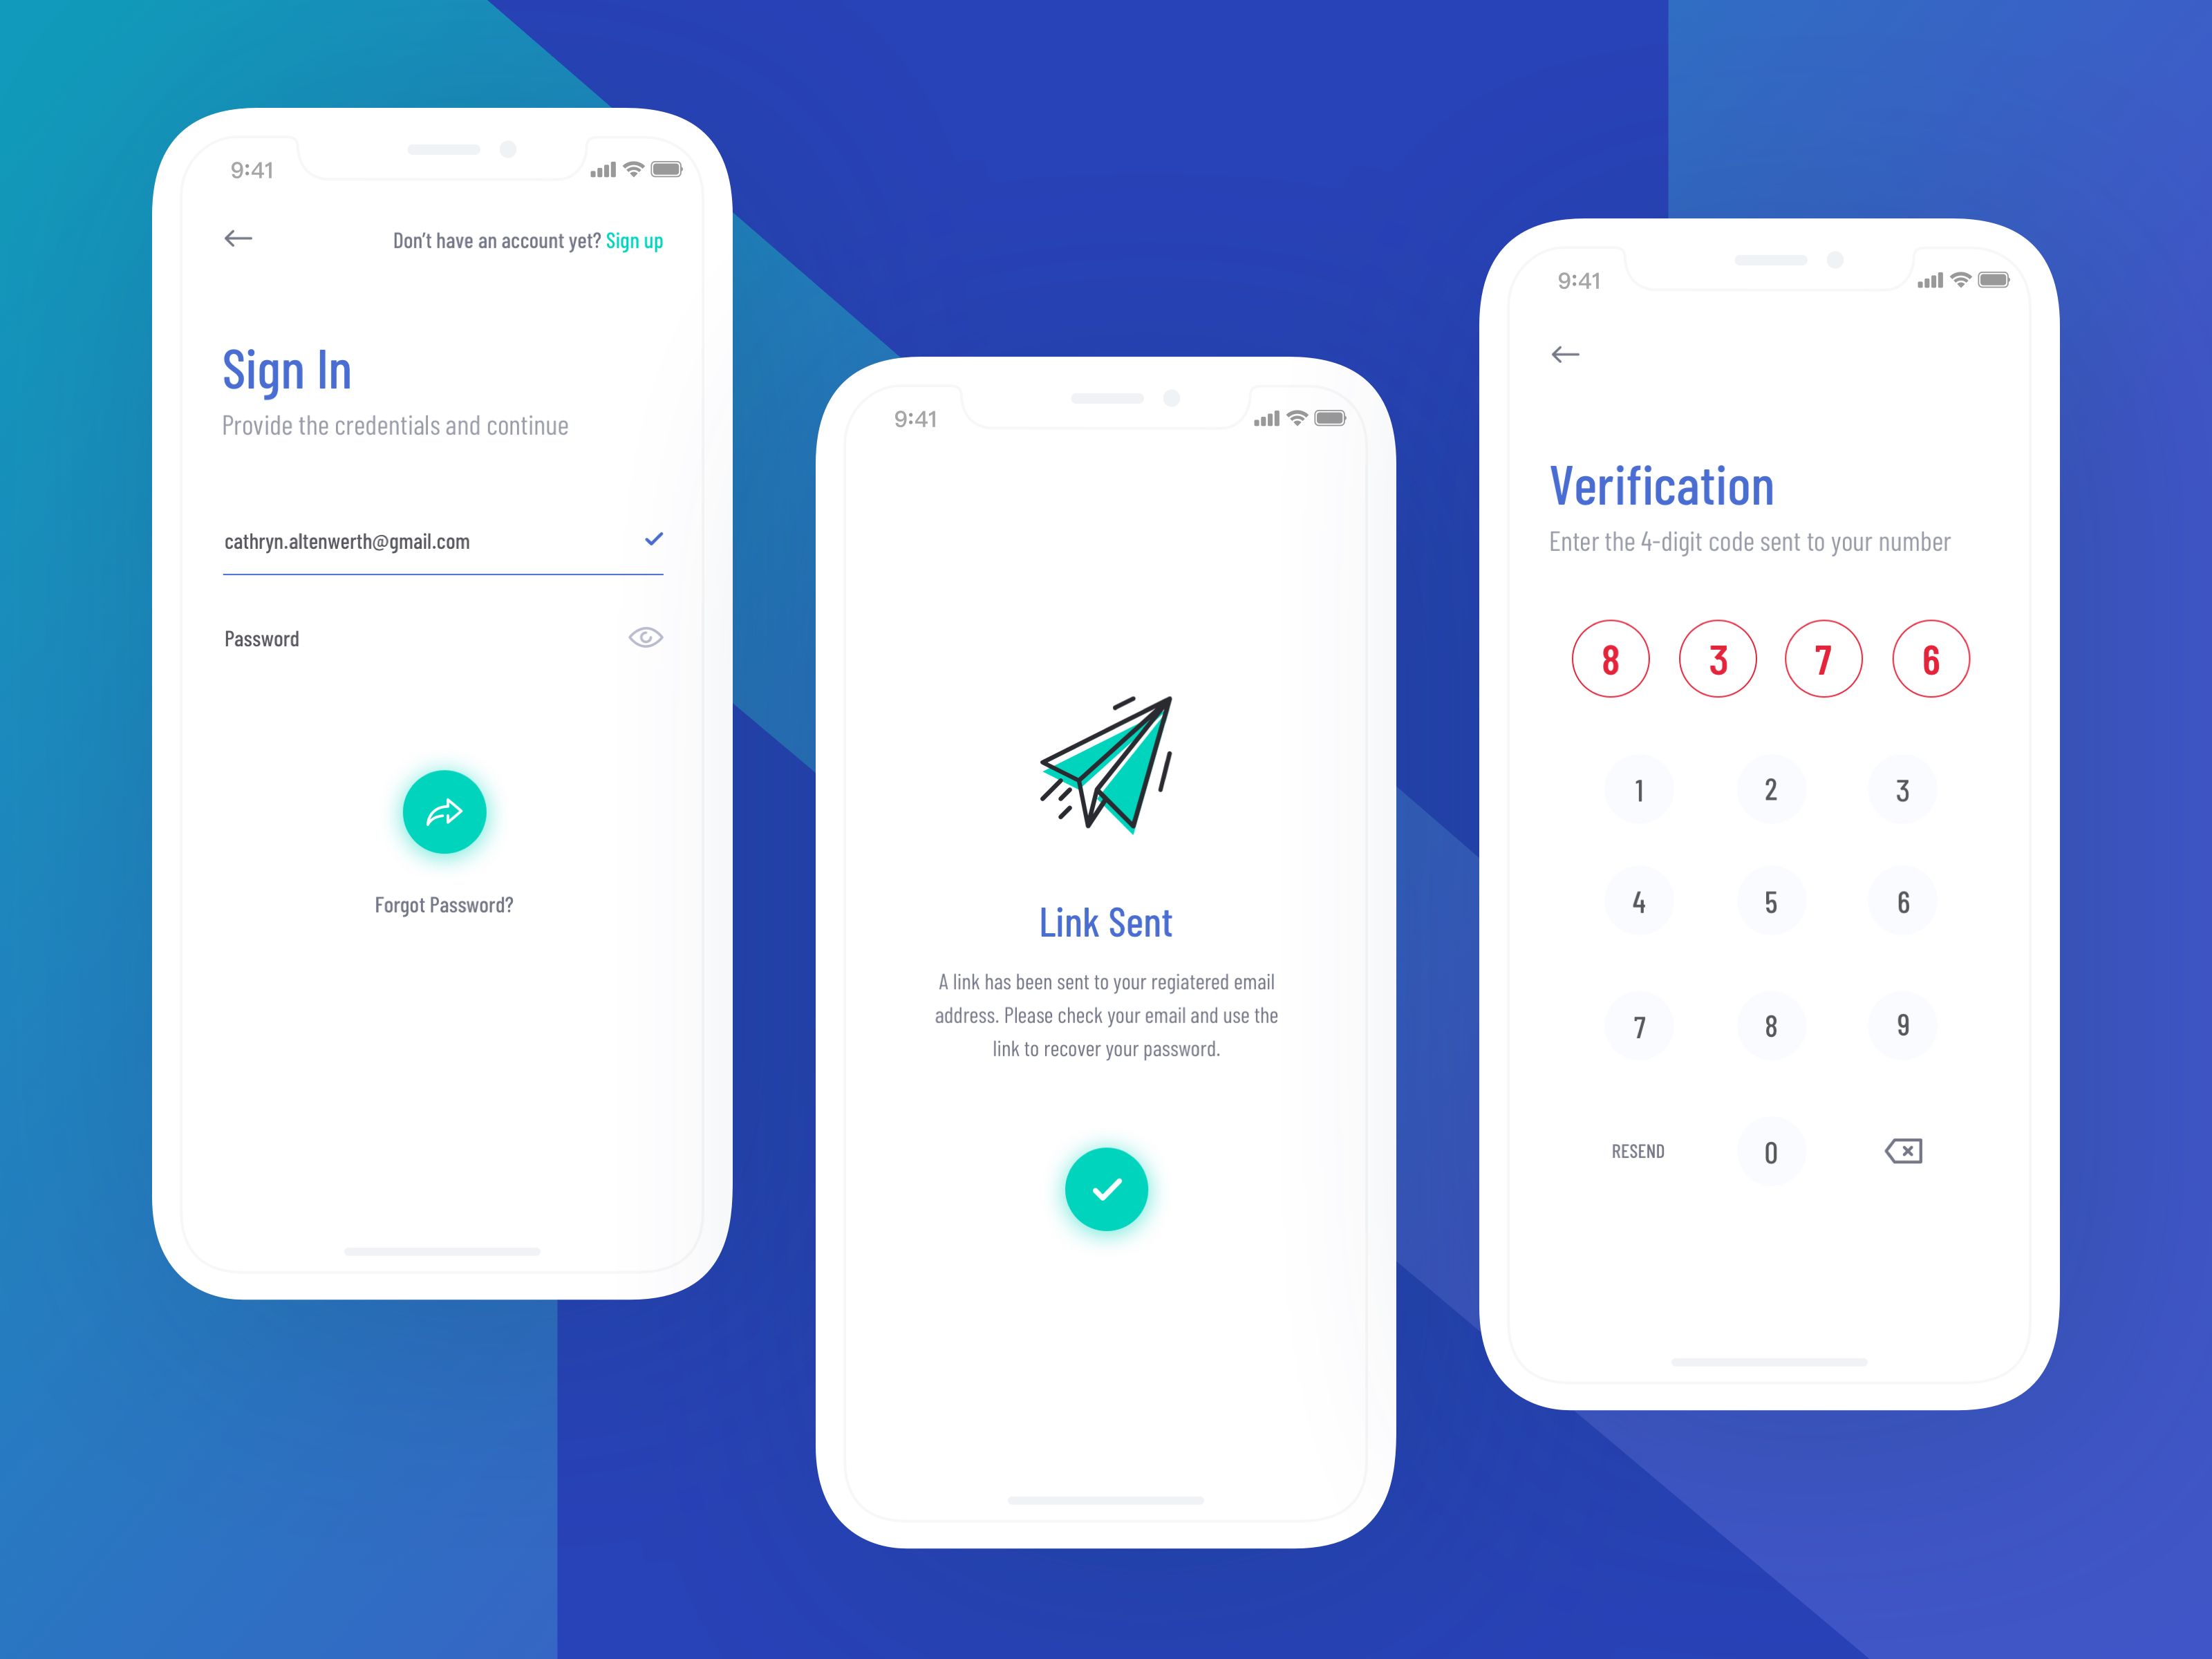 9:41
Don't have an account yet? Sign up
Sign In
Provide the credentials and continue
cathryn.altenwerth@gmail.com
Password
Forgot Password?
9:41
Link Sent
A link has been sent to your regiatered email
address. Please check your email and use the
link to recover your password.
9:41
Verification
Enter the 4-digit code sent to your number
8 3 7 6
1 2 3
4 5 6
7 8 9
RESEND 0